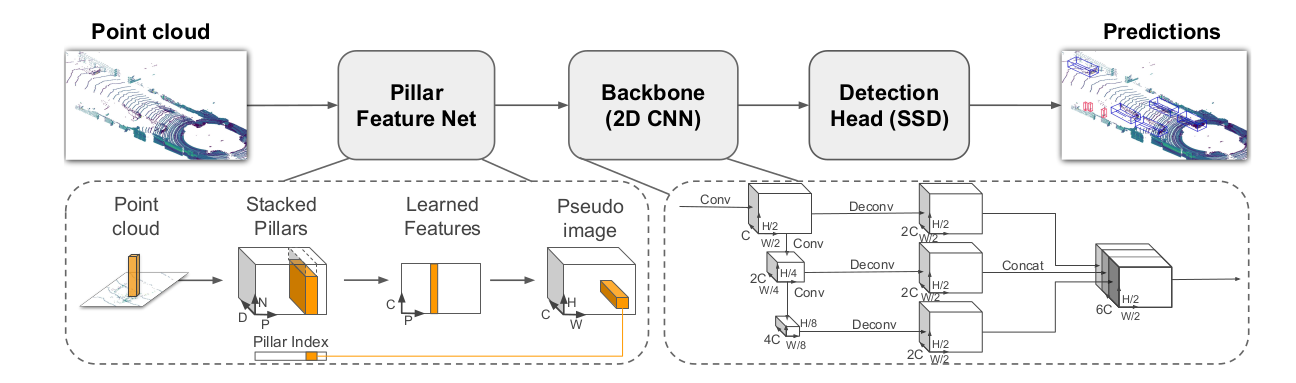 Point cloud
Pillar
Feature Net
Backbone
(2D CNN)
Detection
Head (SSD)
Predictions
Point
cloud
Stacked
Pillars
Learned
Features
Pseudo
image
N
D
P
C
P
H
C
W
Pillar Index
Conv
H/2
C
W/2
Conv
Deconv
H/2
2C
W/2
H/4
2C
W/4
Conv
Deconv
H/2
2C
W/2
H/8
4C
W/8
Deconv
H/2
2C
W/2
Concat
H/2
6C
W/2